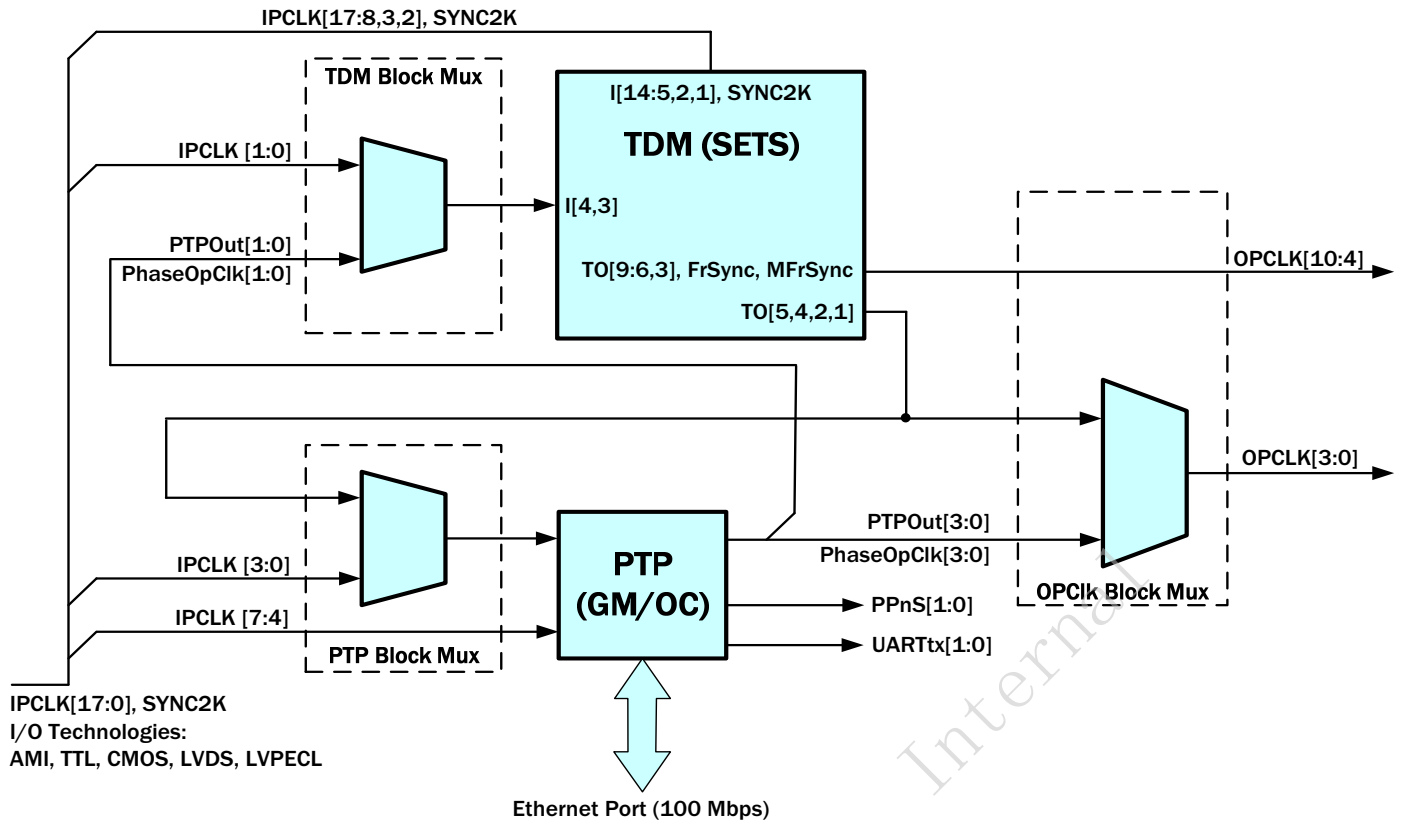 IPCLK[17:8,3,2], SYNC2K
TDM Block Mux
I[14:5,2,1], SYNC2K
TDM (SETS)
IPCLK [1:0]
I[4,3]
PTPOut[1:0]
PhaseOpClk[1:0]
TO[9:6,3], FrSync, MFrSync
OPCLK[10:4]
TO[5,4,2,1]
OPCLK[3:0]
PTPOut[3:0]
PhaseOpClk[3:0]
IPCLK [3:0]
PTP
(GM/OC)
OPClk Block Mux
PPnS[1:0]
IPCLK [7:4]
UARTtx[1:0]
PTP Block Mux
IPCLK[17:0], SYNC2K
I/O Technologies:
AMI, TTL, CMOS, LVDS, LVPECL
Ethernet Port (100 Mbps)
Internal